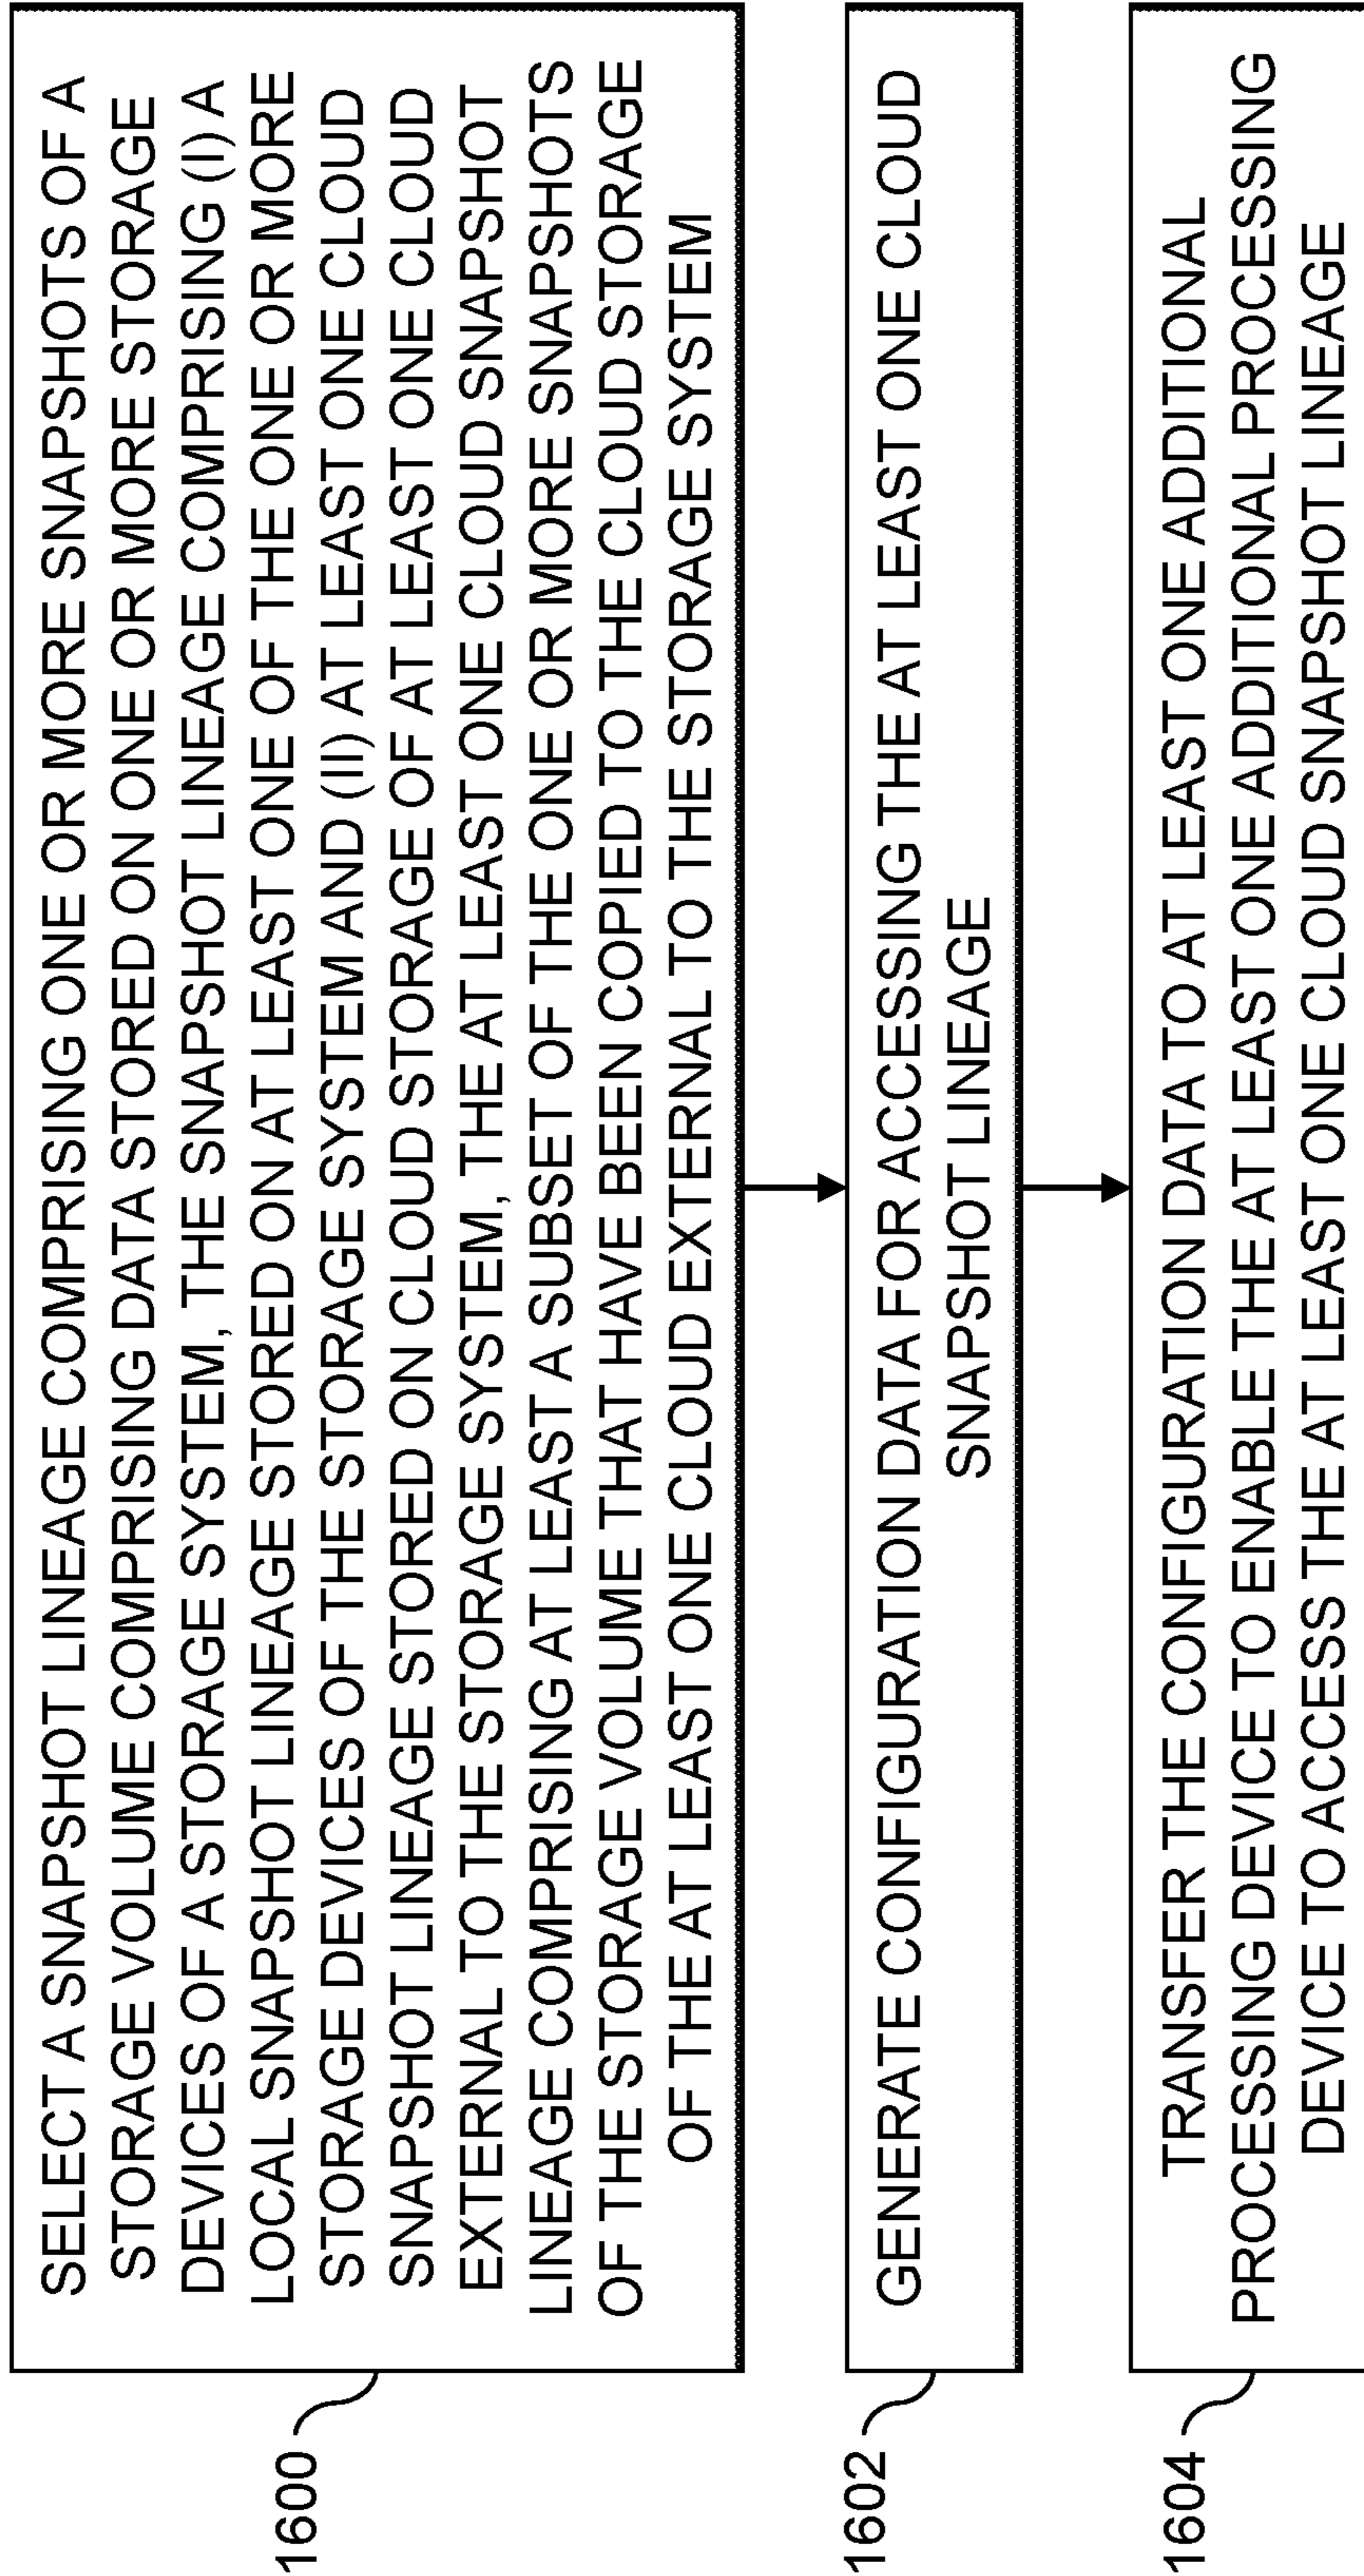 SELECT A SNAPSHOT LINEAGE COMPRISING ONE OR MORE SNAPSHOTS OF A
STORAGE VOLUME COMPRISING DATA STORED ON ONE OR MORE STORAGE
DEVICES OF A STORAGE SYSTEM, THE SNAPSHOT LINEAGE COMPRISING (I) A
LOCAL SNAPSHOT LINEAGE STORED ON AT LEAST ONE OF THE ONE OR MORE
STORAGE DEVICES OF THE STORAGE SYSTEM AND (II) AT LEAST ONE CLOUD
SNAPSHOT LINEAGE STORED ON CLOUD STORAGE OF AT LEAST ONE CLOUD
EXTERNAL TO THE STORAGE SYSTEM, THE AT LEAST ONE CLOUD SNAPSHOT
LINEAGE COMPRISING AT LEAST A SUBSET OF THE ONE OR MORE SNAPSHOTS
OF THE STORAGE VOLUME THAT HAVE BEEN COPIED TO THE CLOUD STORAGE
OF THE AT LEAST ONE CLOUD EXTERNAL TO THE STORAGE SYSTEM
1600
GENERATE CONFIGURATION DATA FOR ACCESSING THE AT LEAST ONE CLOUD
SNAPSHOT LINEAGE
1602
TRANSFER THE CONFIGURATION DATA TO AT LEAST ONE ADDITIONAL
PROCESSING DEVICE TO ENABLE THE AT LEAST ONE ADDITIONAL PROCESSING
DEVICE TO ACCESS THE AT LEAST ONE CLOUD SNAPSHOT LINEAGE
1604